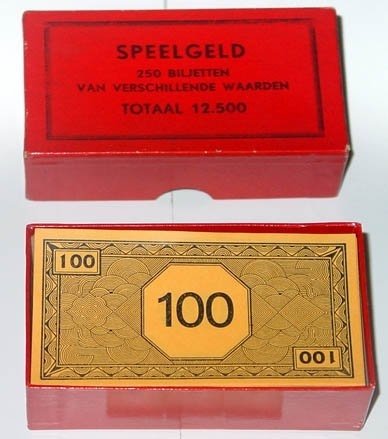 SPEELGELD
250 BILJETTEN
VAN VERSCHILLENDE WAARDEN
TOTAAL 12.500
100
100
100